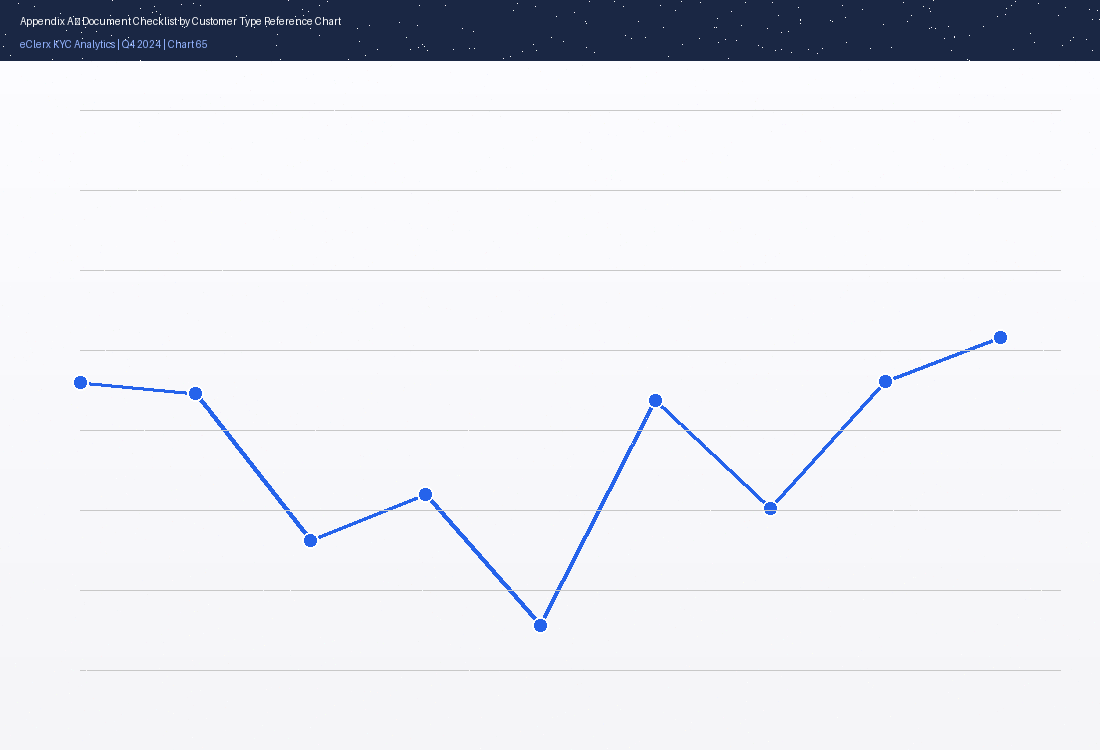 Appendix A Document Checklist by Customer Type Reference Chart
eClerx KYC Analytics | Q4 2024 | Chart 65